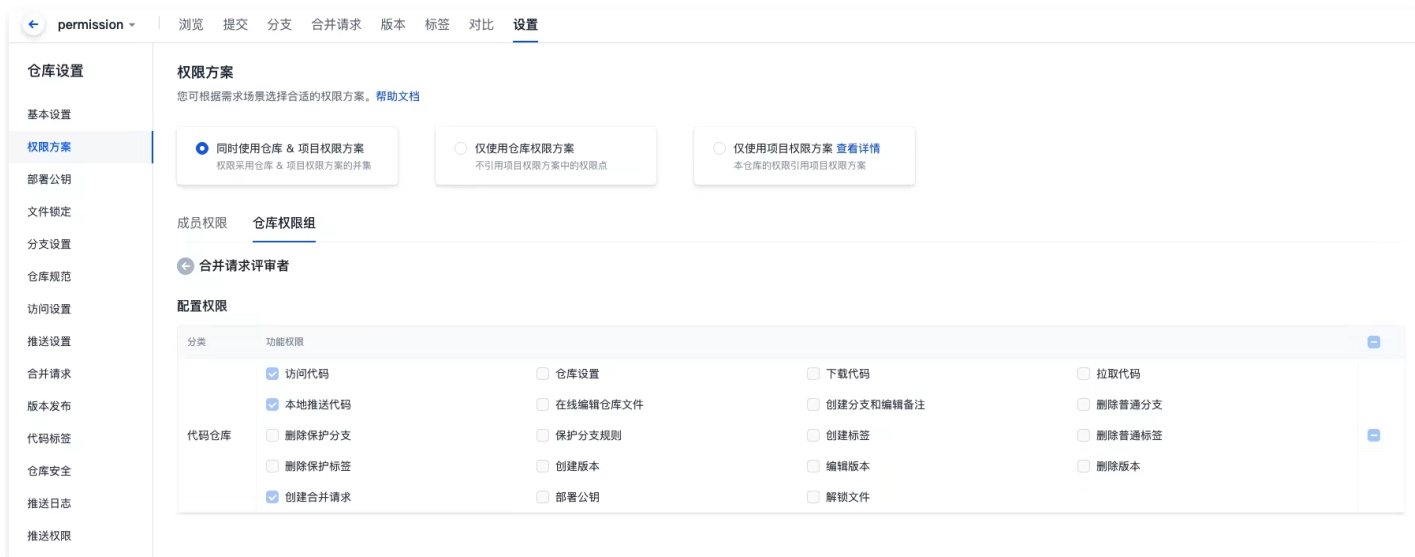 permission 浏览 提交 分支 合并请求 版本 标签 对比 设置
仓库设置
基本设置
权限方案
部署公钥
文件锁定
分支设置
仓库规范
访问设置
推送设置
合并请求
版本发布
代码标签
仓库安全
推送日志
推送权限
权限方案
您可根据需求场景选择合适的权限方案。帮助文档
同时使用仓库 & 项目权限方案
权限采用仓库 & 项目权限方案的并集
仅使用仓库权限方案
不引用项目权限方案中的权限点
仅使用项目权限方案 查看详情
本仓库的权限引用项目权限方案
成员权限 仓库权限组
合并请求评审者
配置权限
分类 功能权限
代码仓库
访问代码 仓库设置 下载代码 拉取代码
本地推送代码 在线编辑仓库文件 创建分支和编辑备注 删除普通分支
删除保护分支 保护分支规则 创建标签 删除普通标签
删除保护标签 创建版本 编辑版本 删除版本
创建合并请求 部署公钥 解锁文件